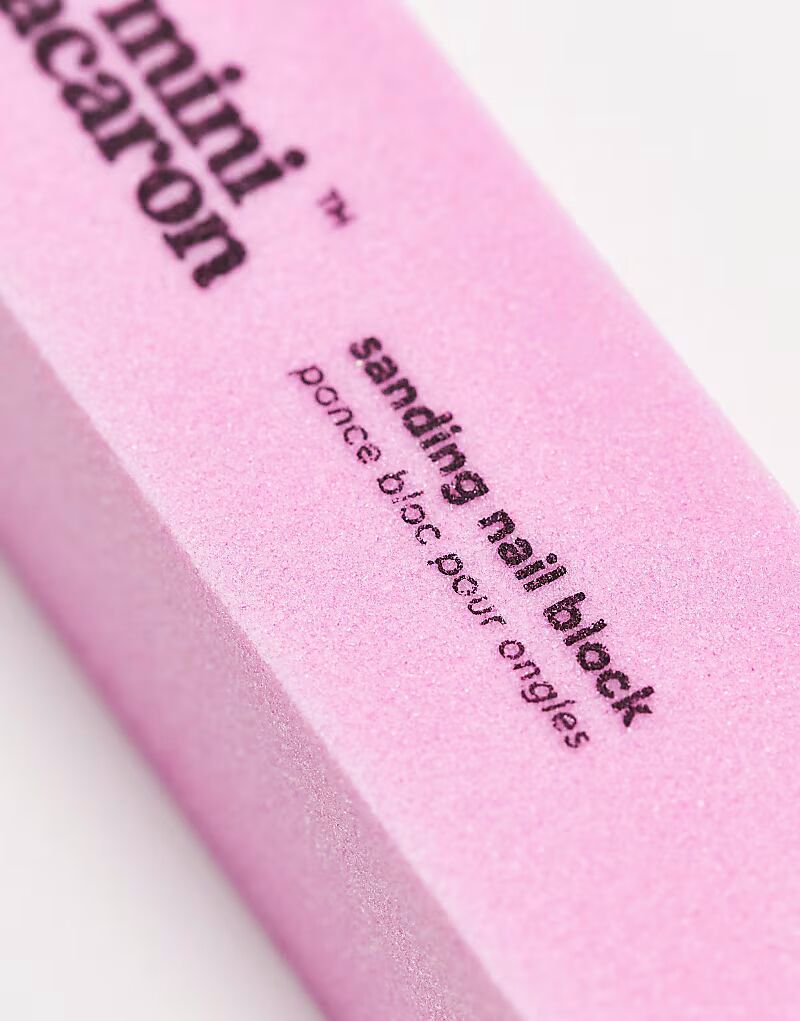 mini
acaron
TM
sanding nail block
ponce bloc pour ongles